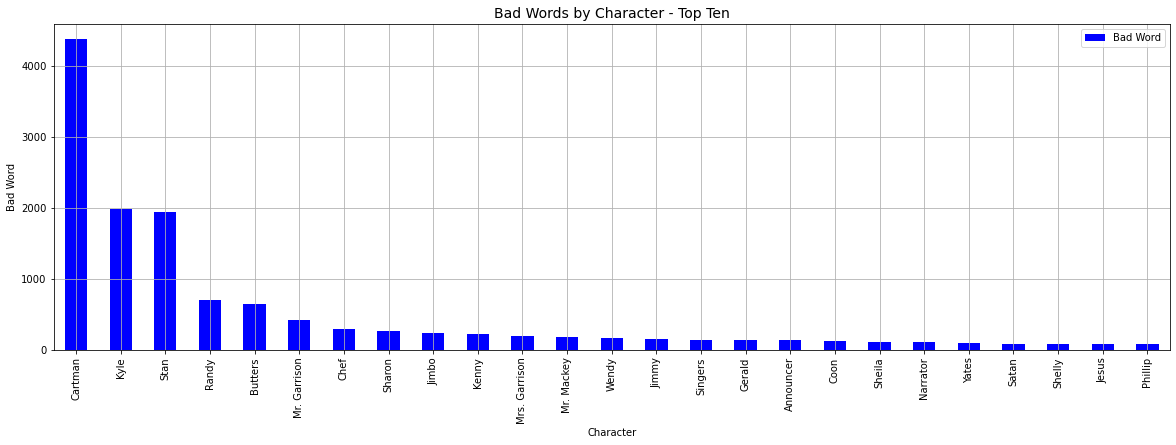 Bad Words by Character - Top Ten
Bad Word
4000
3000
2000
1000
0
Bad Word
Cartman
Kyle
Stan
Randy
Butters
Mr. Garrison
Chef
Sharon
Jimbo
Kenny
Mrs. Garrison
Mr. Mackey
Wendy
Jimmy
Singers
Gerald
Announcer
Coon
Sheila
Narrator
Yates
Satan
Shelly
Jesus
Phillip
Character